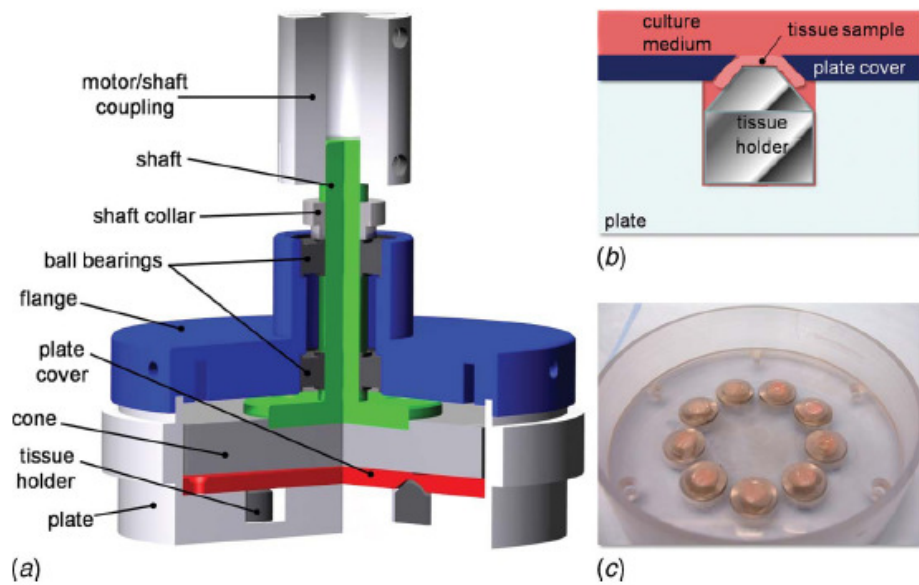 motor/shaft
coupling
shaft
shaft collar
ball bearings
flange
plate
cover
cone
tissue
holder
plate
(a)
culture
medium
tissue sample
plate cover
tissue
holder
plate
(b)
(c)